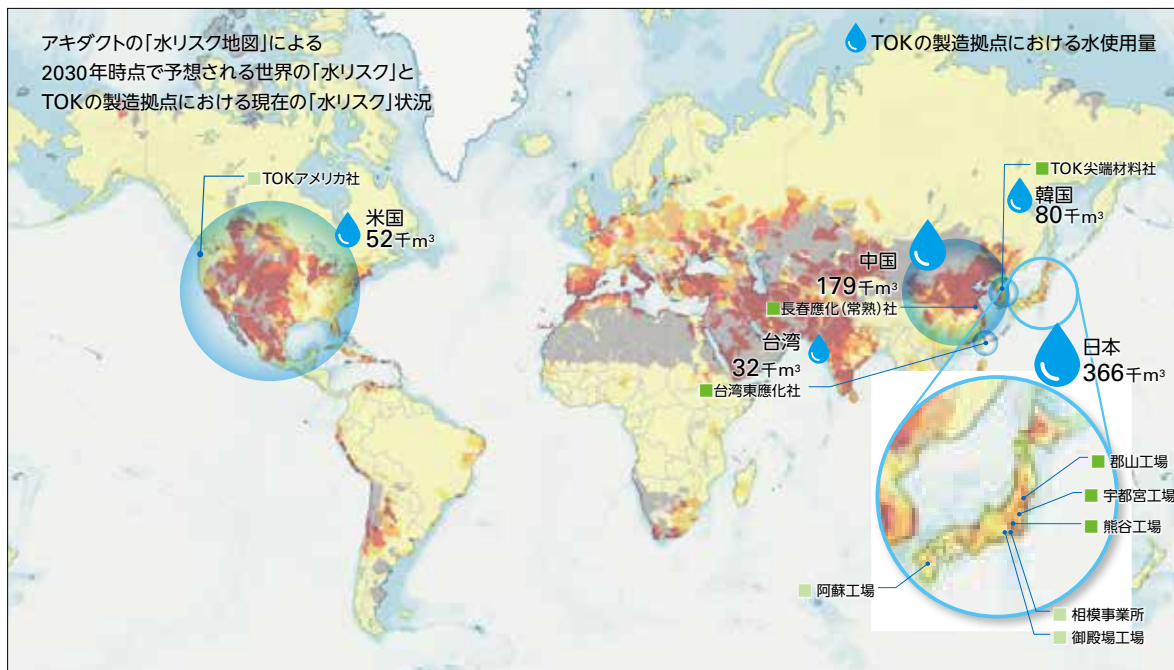 アキダクトの「水リスク地図」による
2030年時点で予想される世界の「水リスク」と
TOKの製造拠点における現在の「水リスク」状況
TOKの製造拠点における水使用量
TOKアメリカ社
米国
52千m³
TOK尖端材料社
韓国
80千m³
中国
179千m³
長春應化(常熟)社
台湾
32千m³
台湾東應化社
日本
366千m³
郡山工場
宇都宮工場
熊谷工場
阿蘇工場
相模事業所
御殿場工場